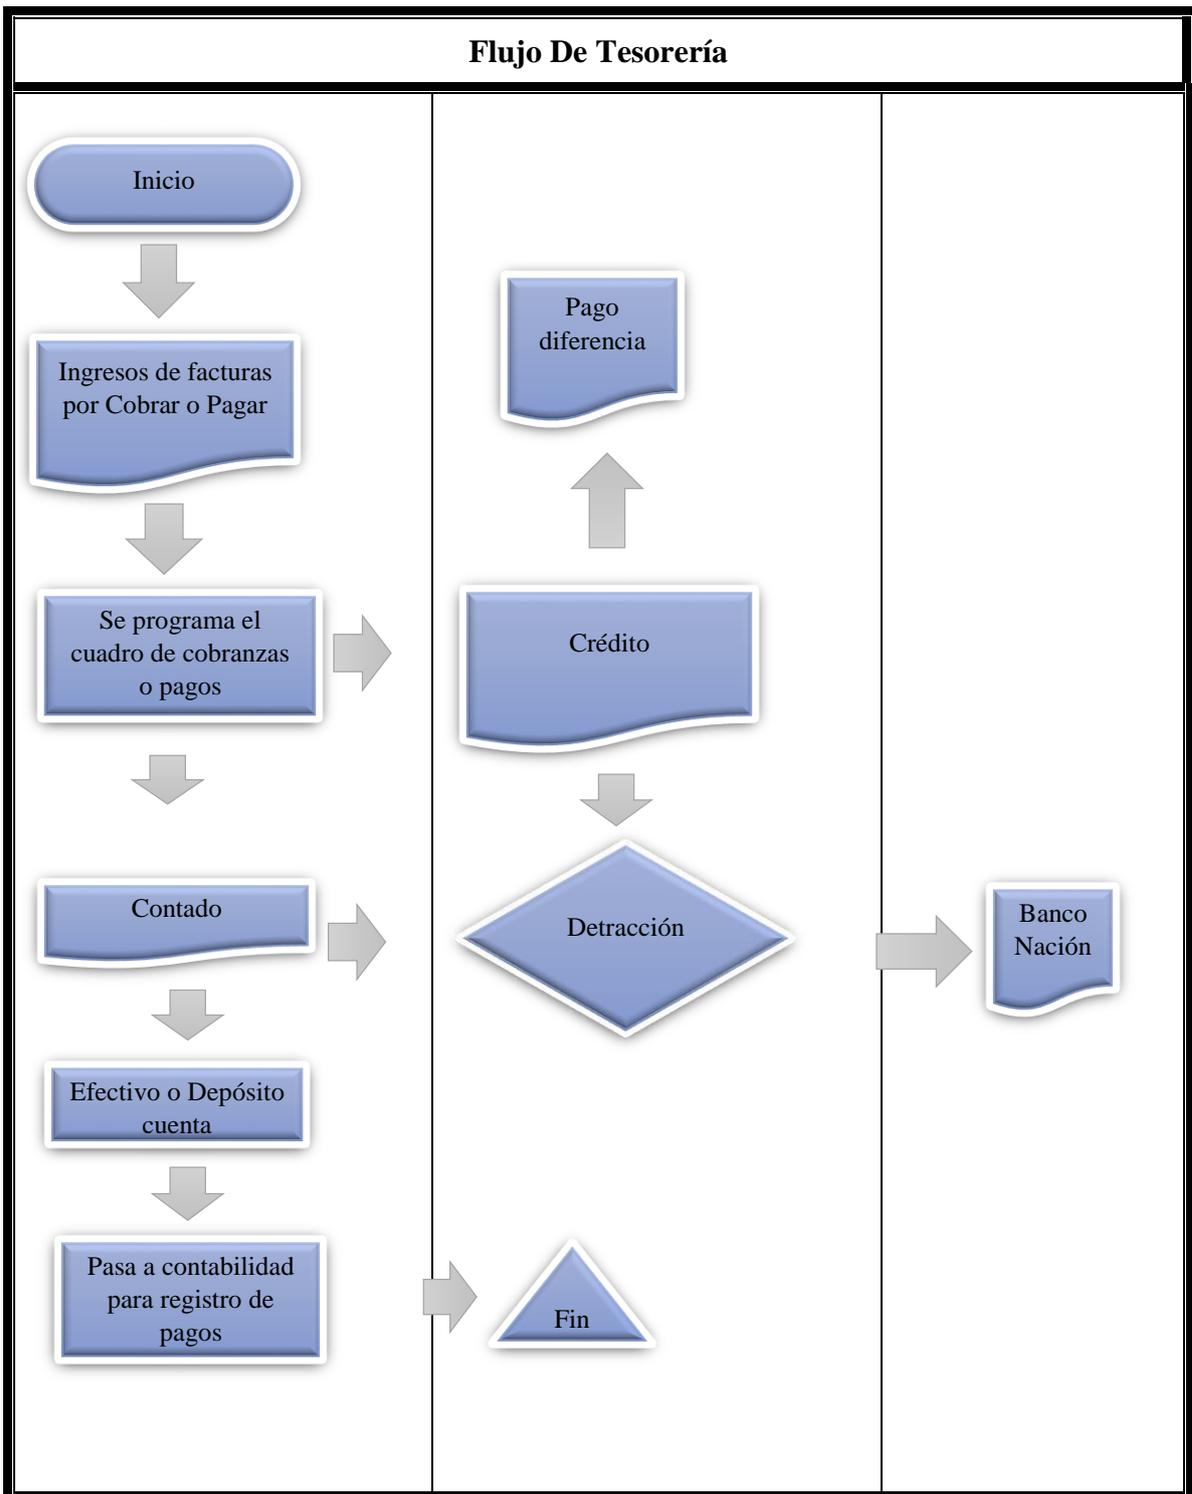 Flujo De Tesorería
Inicio
Ingresos de facturas
por Cobrar o Pagar
Se programa el
cuadro de cobranzas
o pagos
Contado
Efectivo o Depósito
cuenta
Pasa a contabilidad
para registro de
pagos
Pago
diferencia
Crédito
Detracción
Fin
Banco
Nación